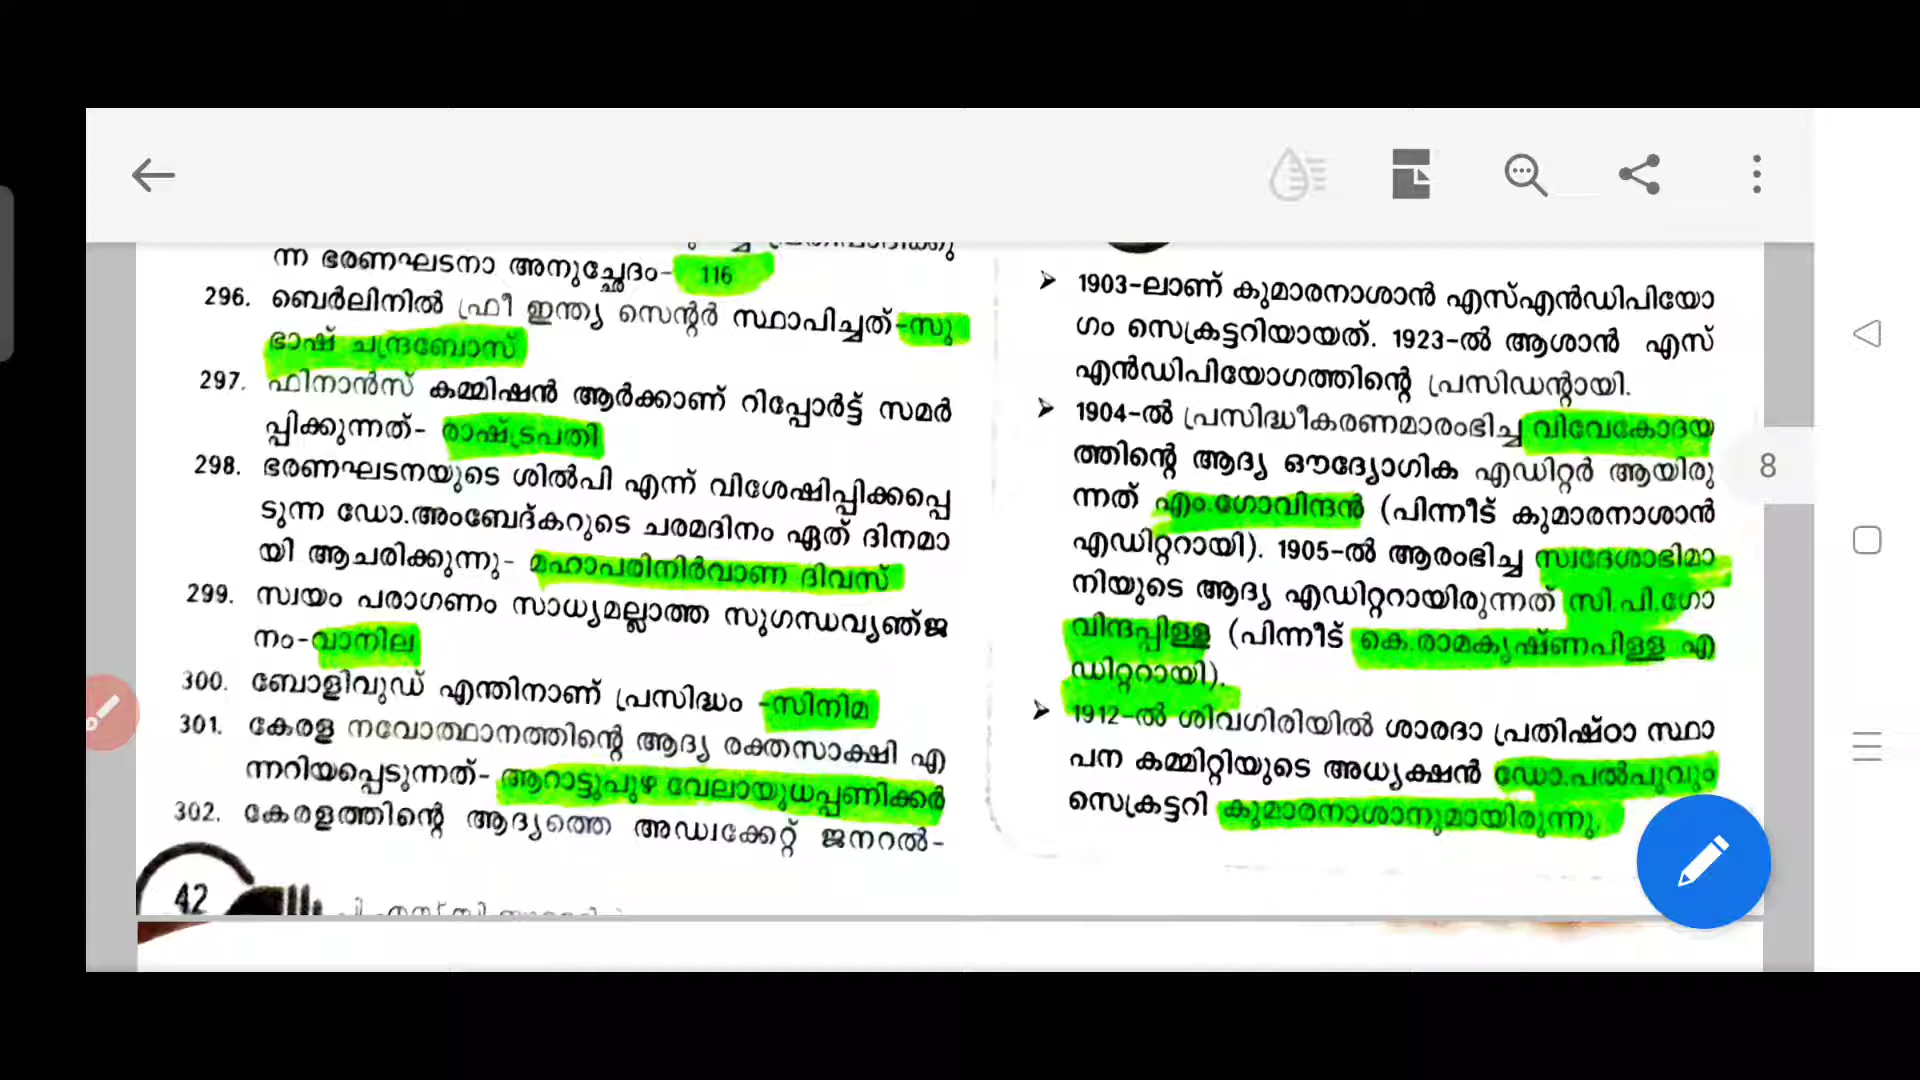 ന്ന ഭരണഘടനാ അനുച്ഛേദം- 116
296. ബെർലിനിൽ ഫ്രീ ഇന്ത്യ സെന്റർ സ്ഥാപിച്ചത്-സു
ഭാഷ് ചന്ദ്രബോസ്
297. ഫിനാൻസ് കമ്മിഷൻ ആർക്കാണ് റിപ്പോർട്ട് സമർ
പ്പിക്കുന്നത്- രാഷ്ട്രപതി
298. ഭരണഘടനയുടെ ശിൽപി എന്ന് വിശേഷിപ്പിക്കപ്പെ
ടുന്ന ഡോ.അംബേദ്കറുടെ ചരമദിനം ഏത് ദിനമാ
യി ആചരിക്കുന്നു- മഹാപരിനിർവാണ ദിവസ്
299. സ്വയം പരാഗണം സാധ്യമല്ലാത്ത സുഗന്ധവ്യഞ്ജ
നം-വാനില
300. ബോളിവുഡ് എന്തിനാണ് പ്രസിദ്ധം -സിനിമ
301. കേരള നവോത്ഥാനത്തിന്റെ ആദ്യ രക്തസാക്ഷി എ
ന്നറിയപ്പെടുന്നത്- ആറാട്ടുപുഴ വേലായുധപ്പണിക്കർ
302. കേരളത്തിന്റെ ആദ്യത്തെ അഡ്വക്കേറ്റ് ജനറൽ-
42
➤ 1903-ലാണ് കുമാരനാശാൻ എസ്എൻഡിപിയോ
ഗം സെക്രട്ടറിയായത്. 1923-ൽ ആശാൻ എസ്
എൻഡിപിയോഗത്തിന്റെ പ്രസിഡന്റായി.
➤ 1904-ൽ പ്രസിദ്ധീകരണമാരംഭിച്ച വിവേകോദയ
ത്തിന്റെ ആദ്യ ഔദ്യോഗിക എഡിറ്റർ ആയിരു
ന്നത് എം.ഗോവിന്ദൻ (പിന്നീട് കുമാരനാശാൻ
എഡിറ്ററായി). 1905-ൽ ആരംഭിച്ച സ്വദേശാഭിമാ
നിയുടെ ആദ്യ എഡിറ്ററായിരുന്നത് സി.പി.ഗോ
വിന്ദപ്പിള്ള (പിന്നീട് കെ.രാമകൃഷ്ണപിള്ള എ
ഡിറ്ററായി).
➤ 1912-ൽ ശിവഗിരിയിൽ ശാരദാ പ്രതിഷ്ഠാ സ്ഥാ
പന കമ്മിറ്റിയുടെ അധ്യക്ഷൻ ഡോ.പൽപുവും
സെക്രട്ടറി കുമാരനാശാനുമായിരുന്നു.
8